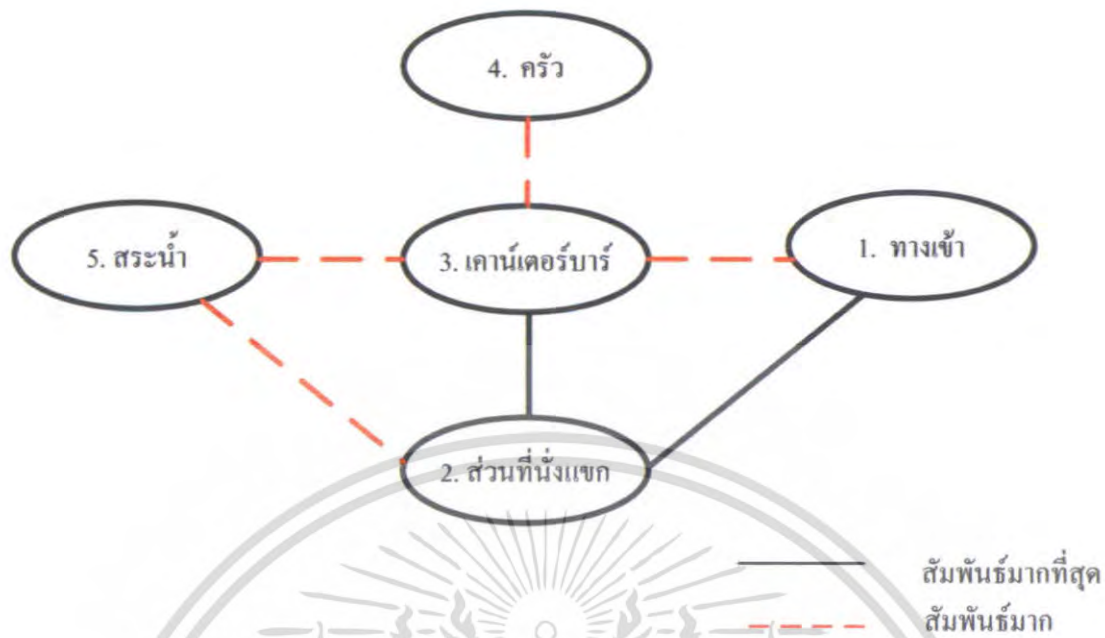 4. ครัว
5. สระน้ำ
3. เคาน์เตอร์บาร์
1. ทางเข้า
2. ส่วนที่นั่งแขก
สัมพันธ์มากที่สุด
สัมพันธ์มาก